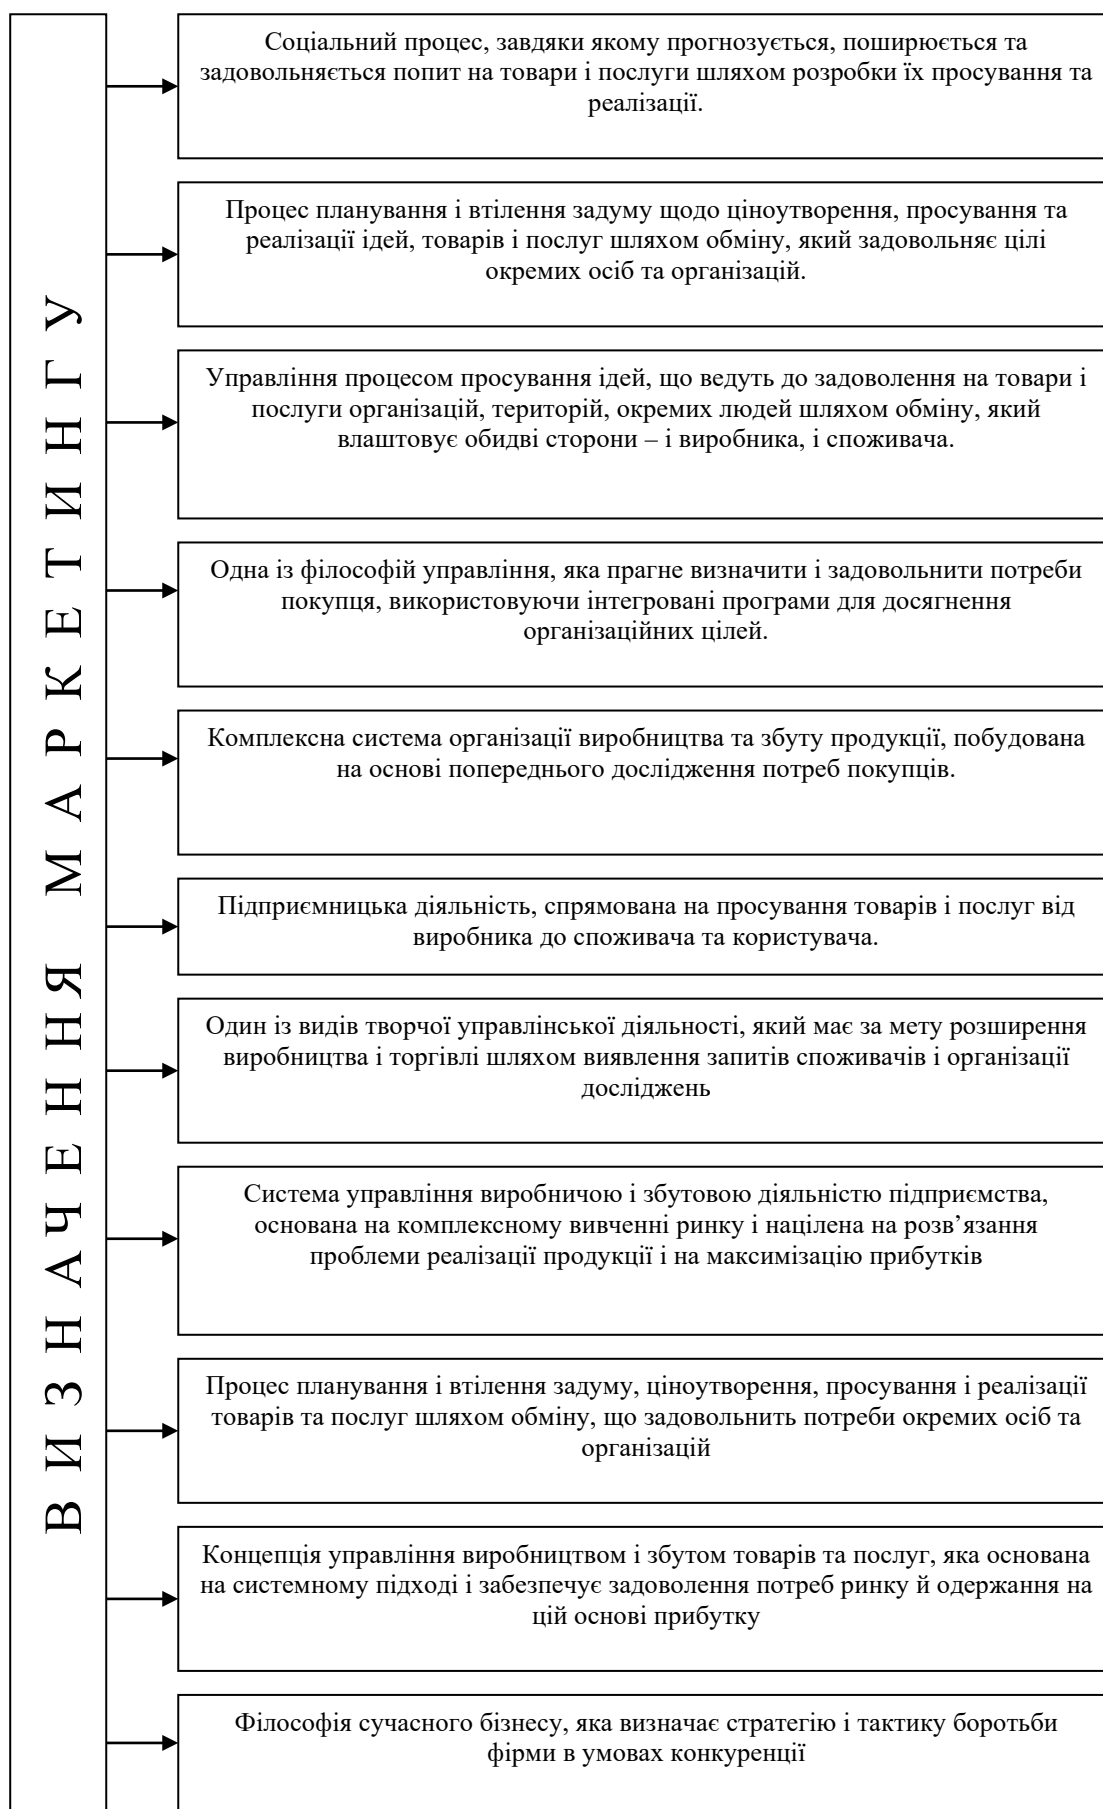 ВИЗНАЧЕННЯ МАРКЕТИНГУ
Соціальний процес, завдяки якому прогнозується, поширюється та
задовольняється попит на товари і послуги шляхом розробки їх просування та
реалізації.
Процес планування і втілення задуму щодо ціноутворення, просування та
реалізації ідей, товарів і послуг шляхом обміну, який задовольняє цілі
окремих осіб та організацій.
Управління процесом просування ідей, що ведуть до задоволення на товари і
послуги організацій, територій, окремих людей шляхом обміну, який
влаштовує обидві сторони – і виробника, і споживача.
Одна із філософій управління, яка прагне визначити і задовольнити потреби
покупця, використовуючи інтегровані програми для досягнення
організаційних цілей.
Комплексна система організації виробництва та збуту продукції, побудована
на основі попереднього дослідження потреб покупців.
Підприємницька діяльність, спрямована на просування товарів і послуг від
виробника до споживача та користувача.
Один із видів творчої управлінської діяльності, який має за мету розширення
виробництва і торгівлі шляхом виявлення запитів споживачів і організації
досліджень
Система управління виробничою і збутовою діяльністю підприємства,
основана на комплексному вивченні ринку і націлена на розв’язання
проблеми реалізації продукції і на максимізацію прибутків
Процес планування і втілення задуму, ціноутворення, просування і реалізації
товарів та послуг шляхом обміну, що задовольнить потреби окремих осіб та
організацій
Концепція управління виробництвом і збутом товарів та послуг, яка основана
на системному підході і забезпечує задоволення потреб ринку й одержання на
цій основі прибутку
Філософія сучасного бізнесу, яка визначає стратегію і тактику боротьби
фірми в умовах конкуренції